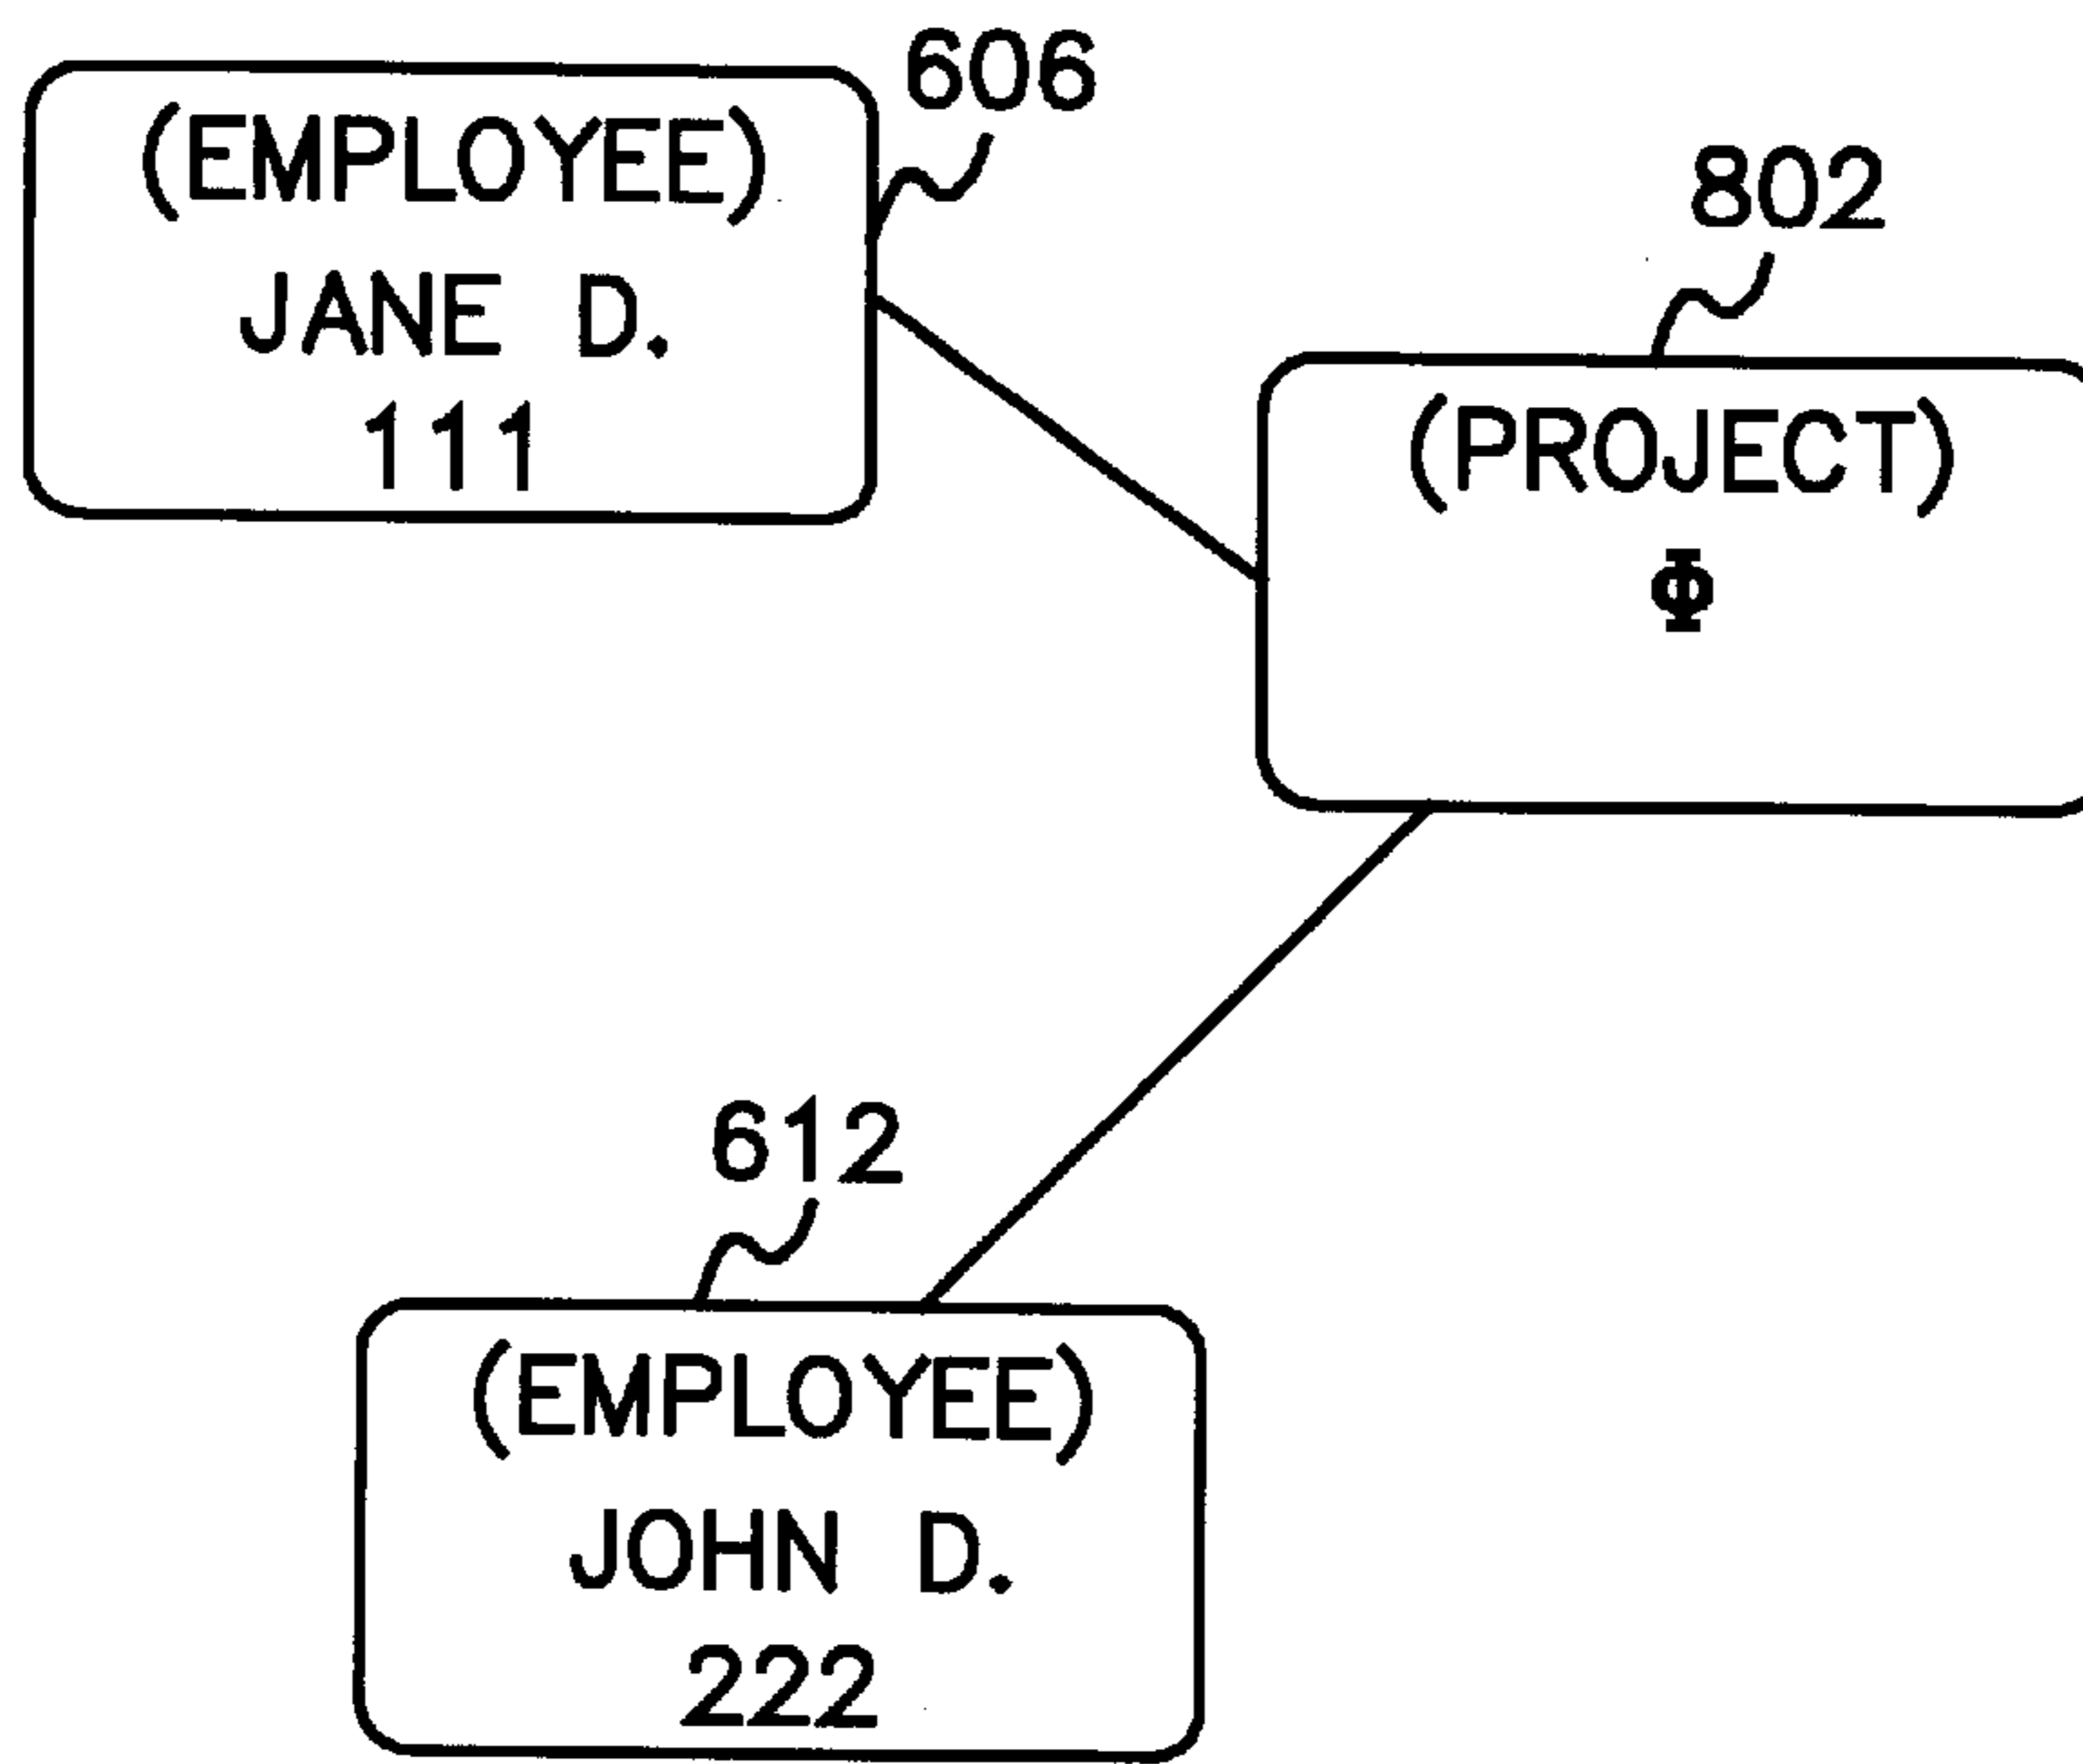 606
(EMPLOYEE)
JANE D.
111
802
(PROJECT)
Φ
612
(EMPLOYEE)
JOHN D.
222